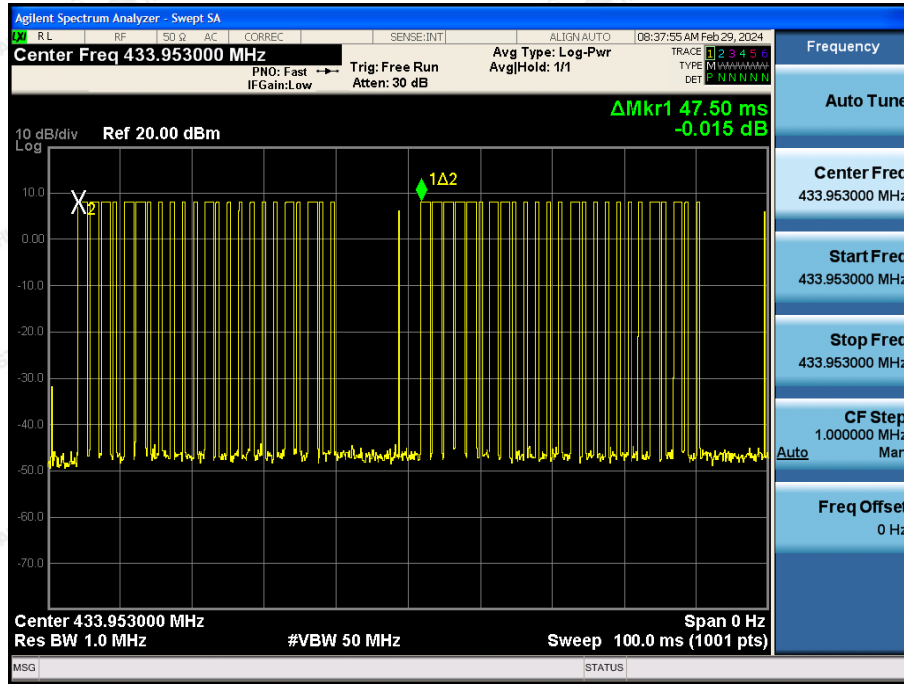 Agilent Spectrum Analyzer - Swept SA
LXI RL RF 50 Ω AC CORREC SENSE:INT ALIGN AUTO 08:37:55 AM Feb 29, 2024
Center Freq 433.953000 MHz
PNO: Fast
IFGain:Low
Trig: Free Run
Atten: 30 dB
Avg Type: Log-Pwr
Avg|Hold: 1/1
TRACE 1 2 3 4 5 6
TYPE M WWWWW
DET P N N N N N
ΔMkr1 47.50 ms
-0.015 dB
10 dB/div Ref 20.00 dBm
Log
10.0
0.00
-10.0
-20.0
-30.0
-40.0
-50.0
-60.0
-70.0
X2
1Δ2
Center 433.953000 MHz Span 0 Hz
Res BW 1.0 MHz #VBW 50 MHz Sweep 100.0 ms (1001 pts)
MSG STATUS
Frequency
Auto Tune
Center Freq
433.953000 MHz
Start Freq
433.953000 MHz
Stop Freq
433.953000 MHz
CF Step
1.000000 MHz
Auto Man
Freq Offset
0 Hz